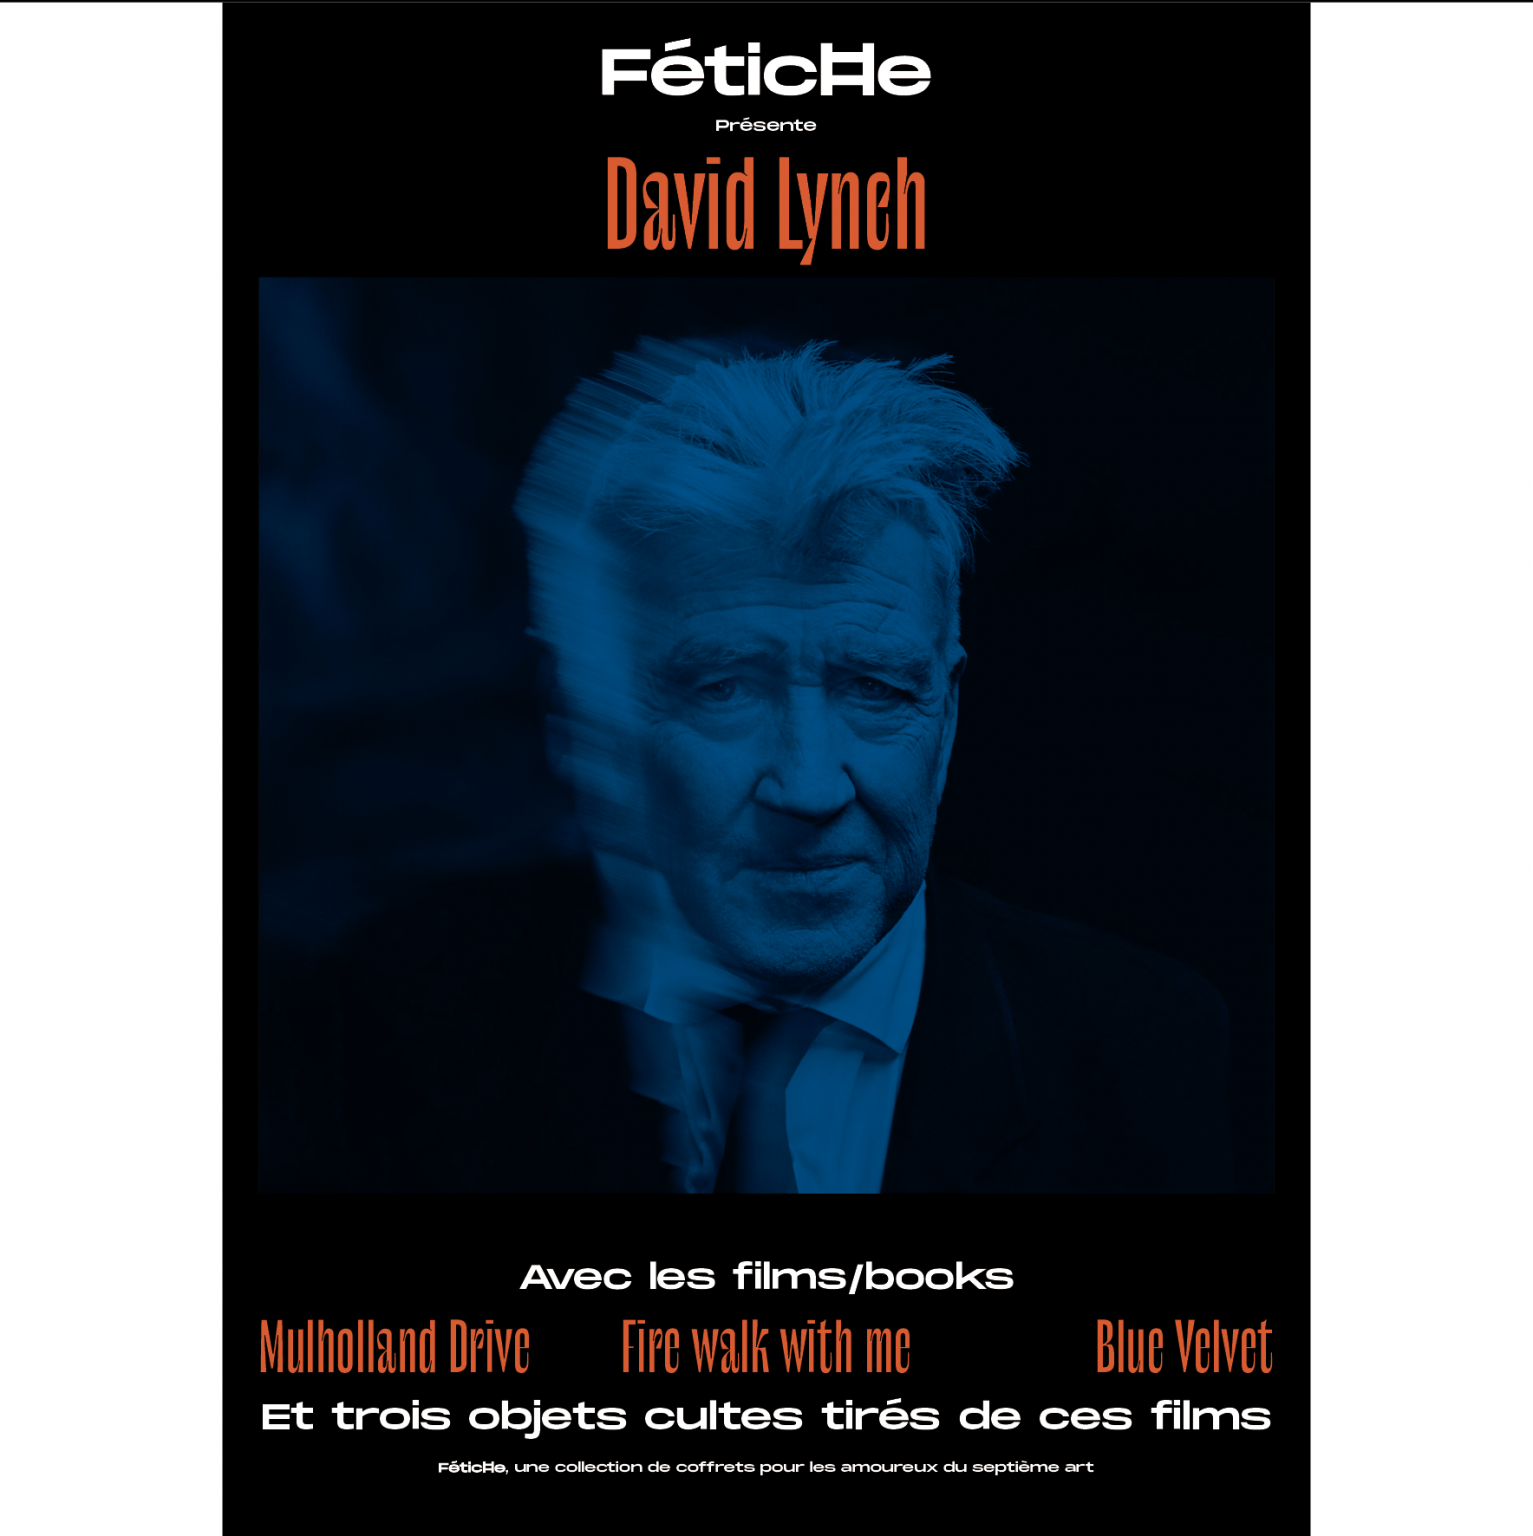 FéticHe
Présente
David Lynch
Avec les films/books
Mulholland Drive Fire walk with me Blue Velvet
Et trois objets cultes tirés de ces films
FéticHe, une collection de coffrets pour les amoureux du septième art